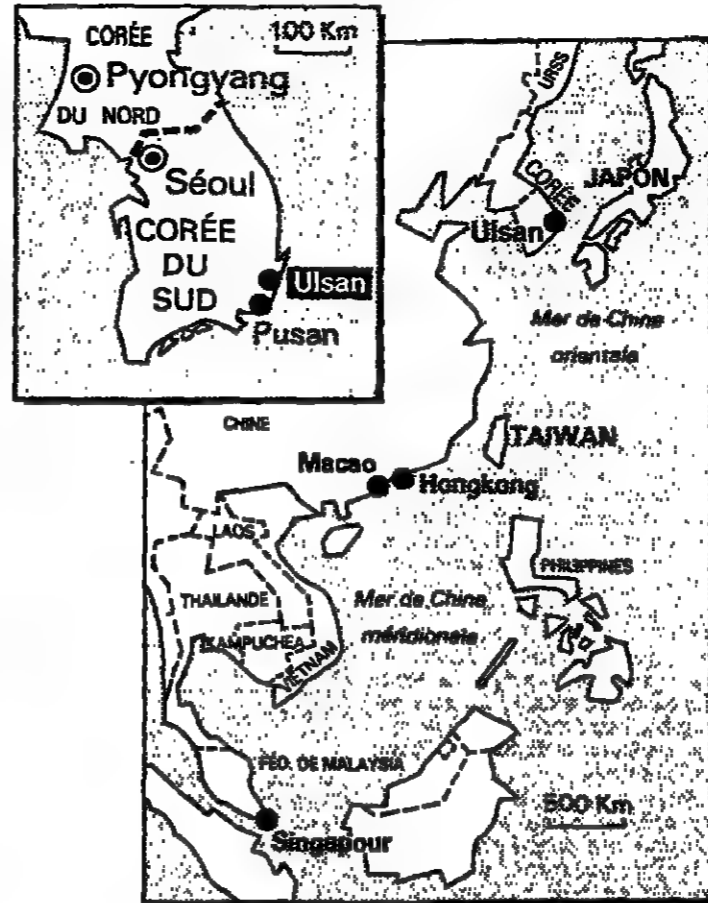 CORÉE
100 Km
Pyongyang
DU NORD
Séoul
CORÉE
DU
SUD
Ulsan
Pusan
URSS
CORÉE
JAPON
Ulsan
Mer de Chine
orientale
CHINE
TAIWAN
Macao
Hongkong
LAOS
PHILIPPINES
THAILANDE
Mer de Chine
méridionale
KAMPUCHEA
VIETNAM
FÉD. DE MALAYSIA
500 Km
Singapour